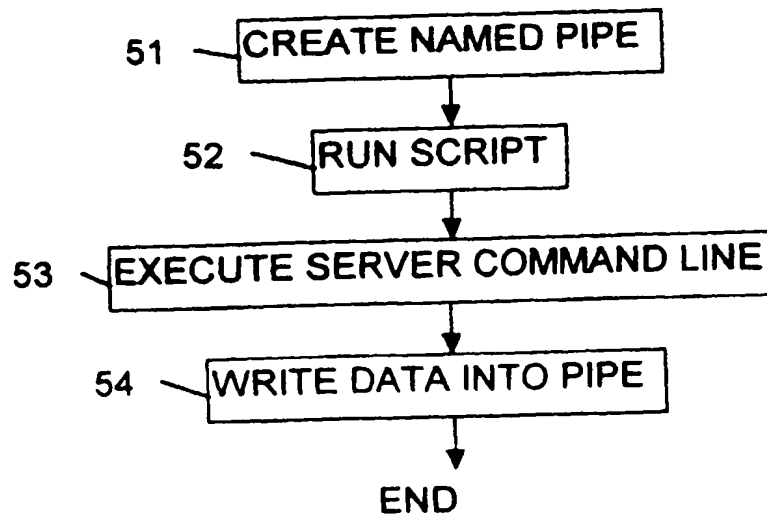 51 CREATE NAMED PIPE
52 RUN SCRIPT
53 EXECUTE SERVER COMMAND LINE
54 WRITE DATA INTO PIPE
END